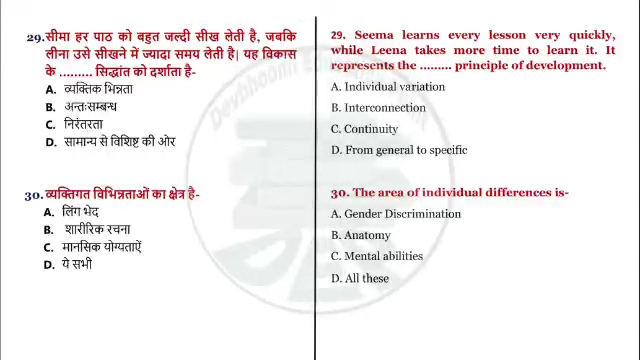 29. सीमा हर पाठ को बहुत जल्दी सीख लेती है, जबकि
लीना उसे सीखने में ज्यादा समय लेती है| यह विकास
के ......... सिद्धांत को दर्शाता है-
A. व्यक्तिक भिन्नता
B. अन्तःसम्बन्ध
C. निरंतरता
D. सामान्य से विशिष्ट की ओर
30. व्यक्तिगत विभिन्नताओं का क्षेत्र है-
A. लिंग भेद
B. शारीरिक रचना
C. मानसिक योग्यताऐं
D. ये सभी
29. Seema learns every lesson very quickly,
while Leena takes more time to learn it. It
represents the ......... principle of development.
A. Individual variation
B. Interconnection
C. Continuity
D. From general to specific
30. The area of individual differences is-
A. Gender Discrimination
B. Anatomy
C. Mental abilities
D. All these